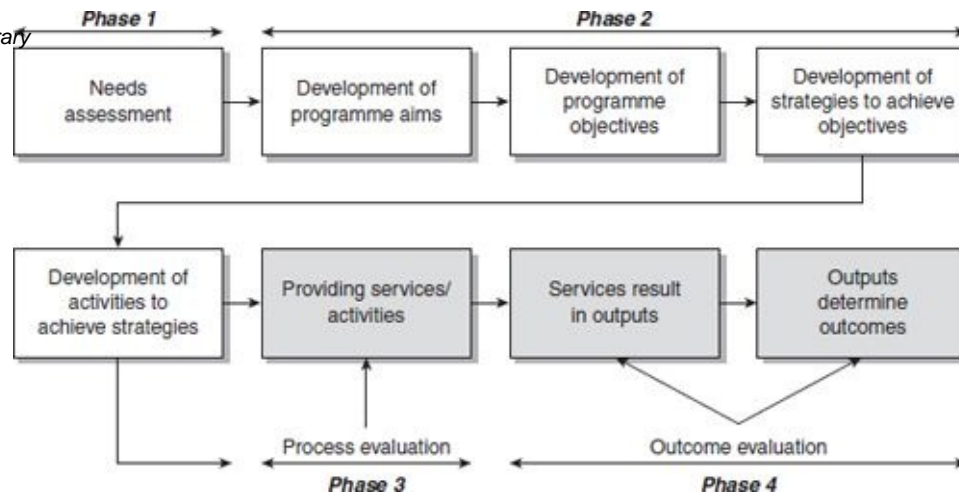 Phase 1
Phase 2
Needs
assessment
Development of
programme aims
Development of
programme
objectives
Development of
strategies to achieve
objectives
Development of
activities to
achieve strategies
Providing services/
activities
Services result
in outputs
Outputs
determine
outcomes
Process evaluation
Outcome evaluation
Phase 3
Phase 4